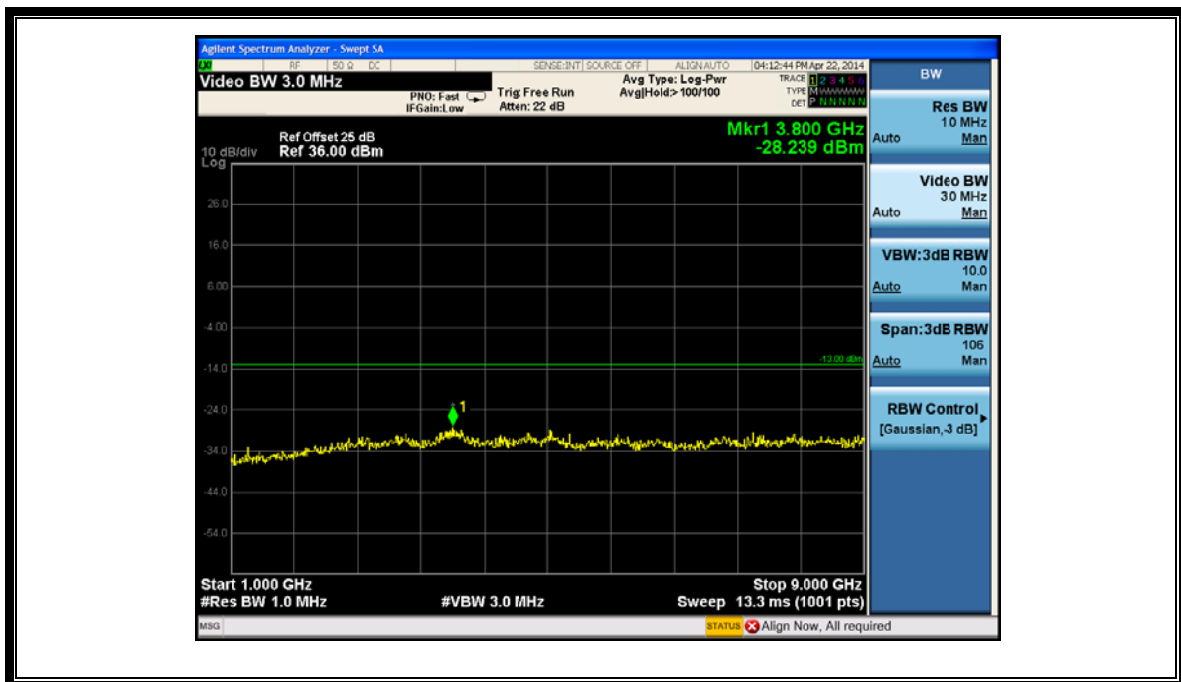 Agilent Spectrum Analyzer - Swept SA
RF 50 Ω DC SENSE:INT SOURCE OFF ALIGN AUTO 04:12:44 PM Apr 22, 2014
Video BW 3.0 MHz
PNO: Fast
IFGain:Low
Trig: Free Run
Atten: 22 dB
Avg Type: Log-Pwr
Avg|Hold:> 100/100
TRACE 1 2 3 4 5 6
TYPE M
DET P N N N N N
Ref Offset 25 dB
10 dB/div Ref 36.00 dBm
Log
Mkr1 3.800 GHz
-28.239 dBm
26.0
16.0
6.00
-4.00
-13.00 dBm
-14.0
-24.0
1
-34.0
-44.0
-54.0
Start 1.000 GHz Stop 9.000 GHz
#Res BW 1.0 MHz #VBW 3.0 MHz Sweep 13.3 ms (1001 pts)
MSG STATUS Align Now, All required
BW
Res BW
10 MHz
Auto Man
Video BW
30 MHz
Auto Man
VBW:3dB RBW
10.0
Auto Man
Span:3dB RBW
106
Auto Man
RBW Control
[Gaussian,-3 dB]